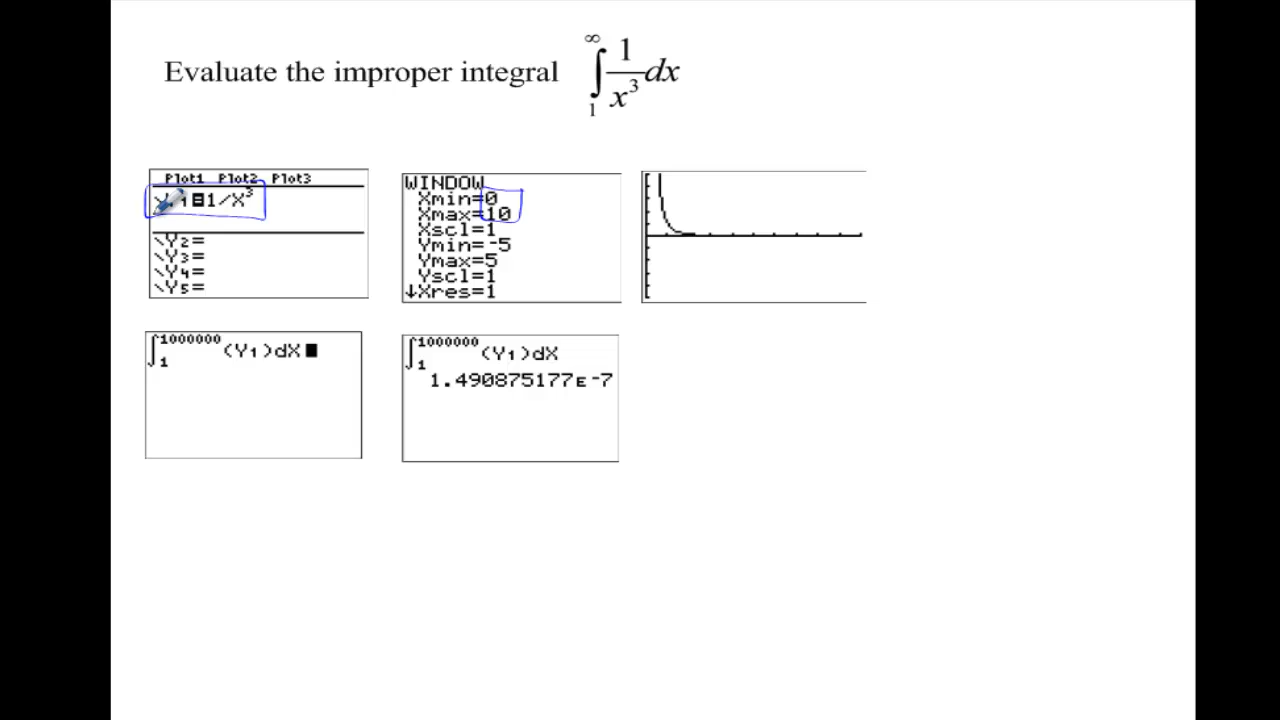 Evaluate the improper integral ∫₁^∞ 1/x³ dx
Plot1 Plot2 Plot3
1=1/X³
\Y2=
\Y3=
\Y4=
\Y5=
WINDOW
Xmin=0
Xmax=10
Xscl=1
Ymin=-5
Ymax=5
Yscl=1
↓Xres=1
∫₁^1000000 (Y1)dX
∫₁^1000000 (Y1)dX
1.490875177E-7